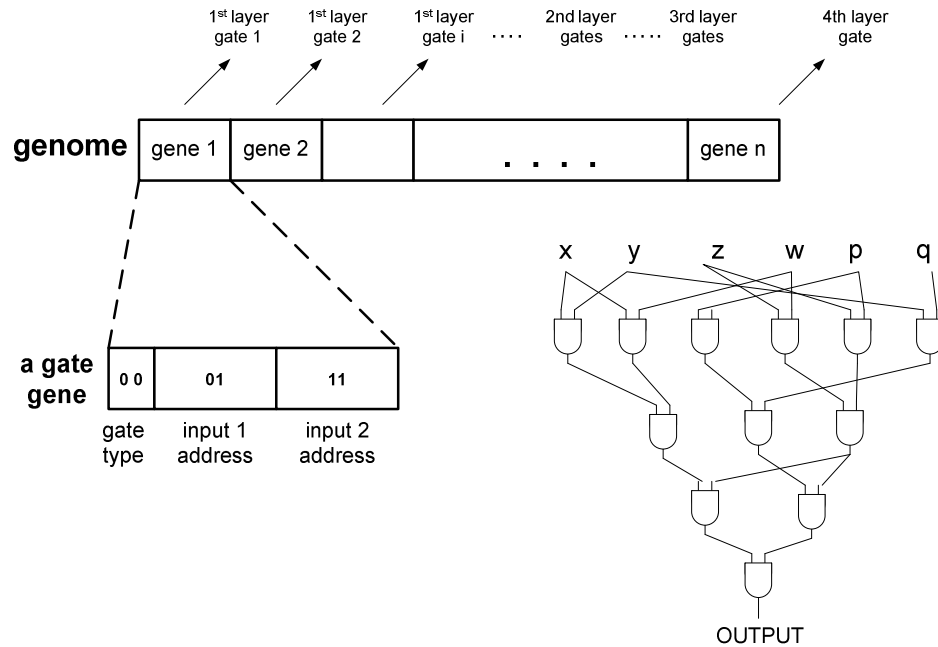 1st layer gate 1
1st layer gate 2
1st layer gate i
. . . .
2nd layer gates
. . . . .
3rd layer gates
4th layer gate
genome
gene 1
gene 2
. . . .
gene n
x y z w p q
a gate gene
0 0
01
11
gate type
input 1 address
input 2 address
OUTPUT